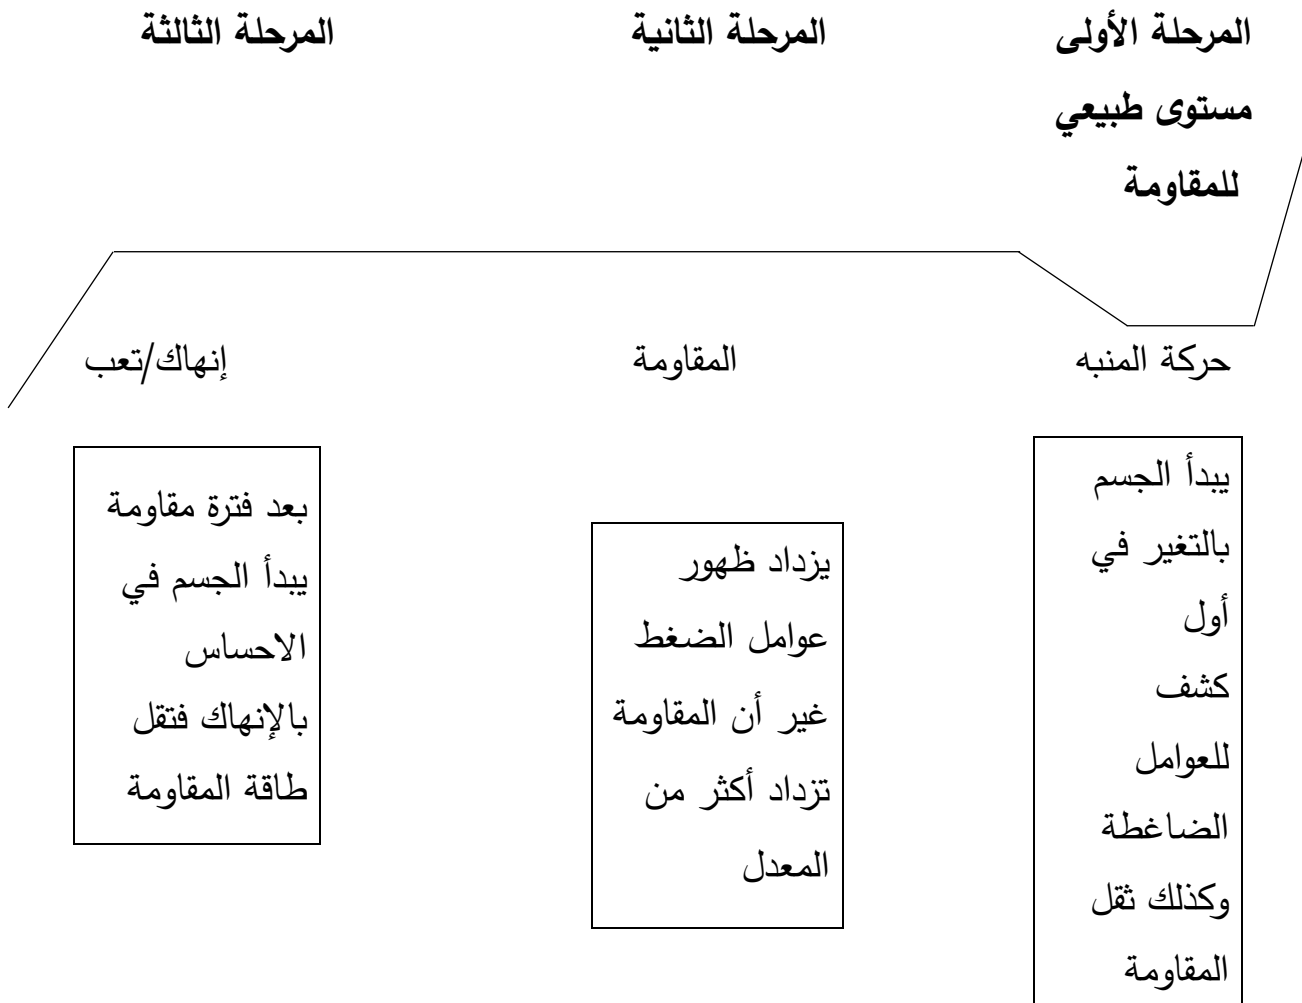 المرحلة الأولى
مستوى طبيعي
للمقاومة
المرحلة الثانية
المرحلة الثالثة
حركة المنبه
المقاومة
إنهاك/تعب
يبدأ الجسم
بالتغير في
أول
كشف
للعوامل
الضاغطة
وكذلك ثقل
المقاومة
يزداد ظهور
عوامل الضغط
غير أن المقاومة
تزداد أكثر من
المعدل
بعد فترة مقاومة
يبدأ الجسم في
الاحساس
بالإنهاك فتقل
طاقة المقاومة